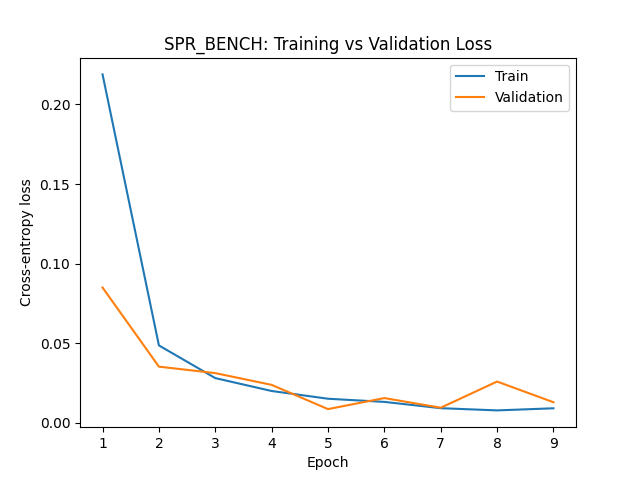 SPR_BENCH: Training vs Validation Loss
Train
Validation
Cross-entropy loss
0.20
0.15
0.10
0.05
0.00
1 2 3 4 5 6 7 8 9
Epoch